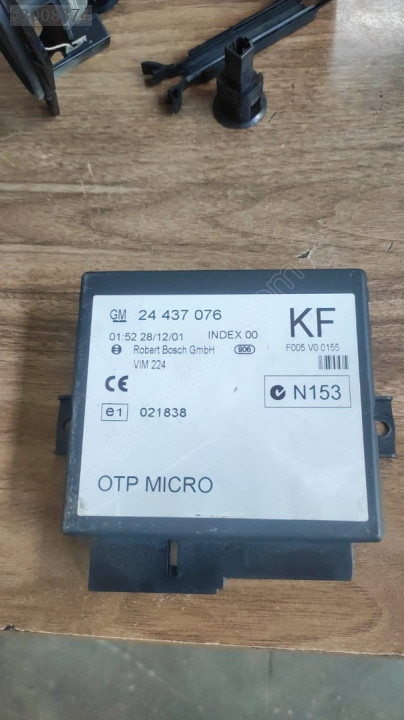 GM 24 437 076
KF
01:52 28/12/01 INDEX 00
F005 V0 0155
Robert Bosch GmbH 906
VIM 224
CE
N153
e1 021838
OTP MICRO